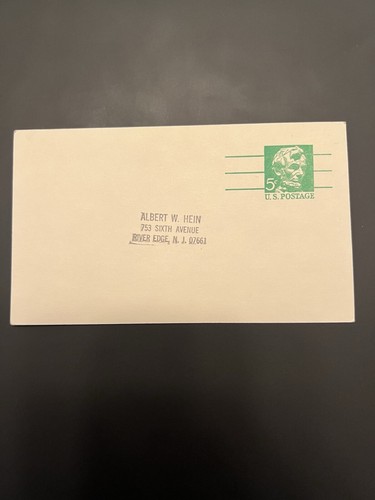 5
U.S. POSTAGE
ALBERT W. HEIN
753 SIXTH AVENUE
RIVER EDGE, N. J. 07661